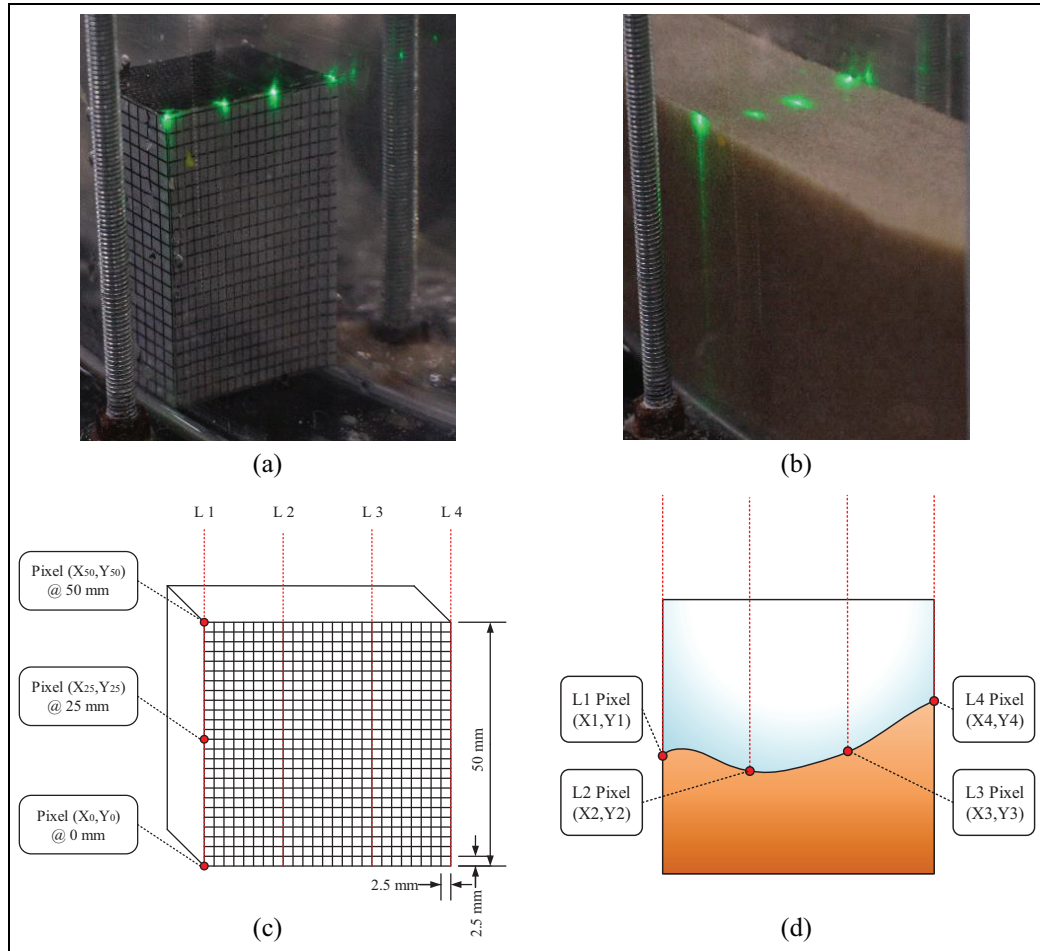 (a)
(b)
L 1
L 2
L 3
L 4
Pixel (X50,Y50)
@ 50 mm
Pixel (X25,Y25)
@ 25 mm
Pixel (X0,Y0)
@ 0 mm
50 mm
2.5 mm
2.5 mm
(c)
L1 Pixel
(X1,Y1)
L2 Pixel
(X2,Y2)
L4 Pixel
(X4,Y4)
L3 Pixel
(X3,Y3)
(d)